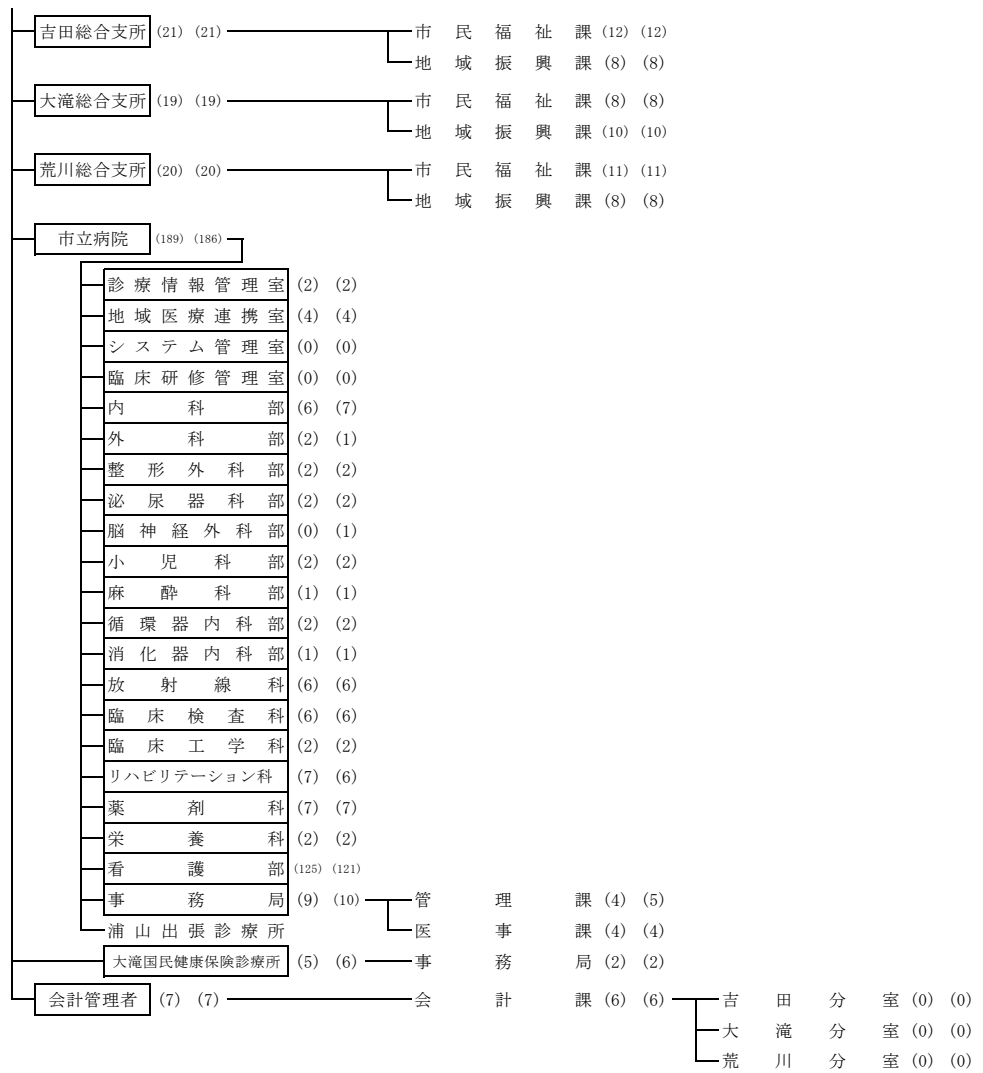 吉田総合支所 (21) (21) 市民福祉課 (12) (12)
地域振興課 (8) (8)
大滝総合支所 (19) (19) 市民福祉課 (8) (8)
地域振興課 (10) (10)
荒川総合支所 (20) (20) 市民福祉課 (11) (11)
地域振興課 (8) (8)
市立病院 (189) (186)
診療情報管理室 (2) (2)
地域医療連携室 (4) (4)
システム管理室 (0) (0)
臨床研修管理室 (0) (0)
内科部 (6) (7)
外科部 (2) (1)
整形外科部 (2) (2)
泌尿器科部 (2) (2)
脳神経外科部 (0) (1)
小児科部 (2) (2)
麻酔科部 (1) (1)
循環器内科部 (2) (2)
消化器内科部 (1) (1)
放射線科 (6) (6)
臨床検査科 (6) (6)
臨床工学科 (2) (2)
リハビリテーション科 (7) (6)
薬剤科 (7) (7)
栄養科 (2) (2)
看護部 (125) (121)
事務局 (9) (10) 管理課 (4) (5)
浦山出張診療所 医事課 (4) (4)
大滝国民健康保険診療所 (5) (6) 事務局 (2) (2)
会計管理者 (7) (7) 会計課 (6) (6) 吉田分室 (0) (0)
大滝分室 (0) (0)
荒川分室 (0) (0)